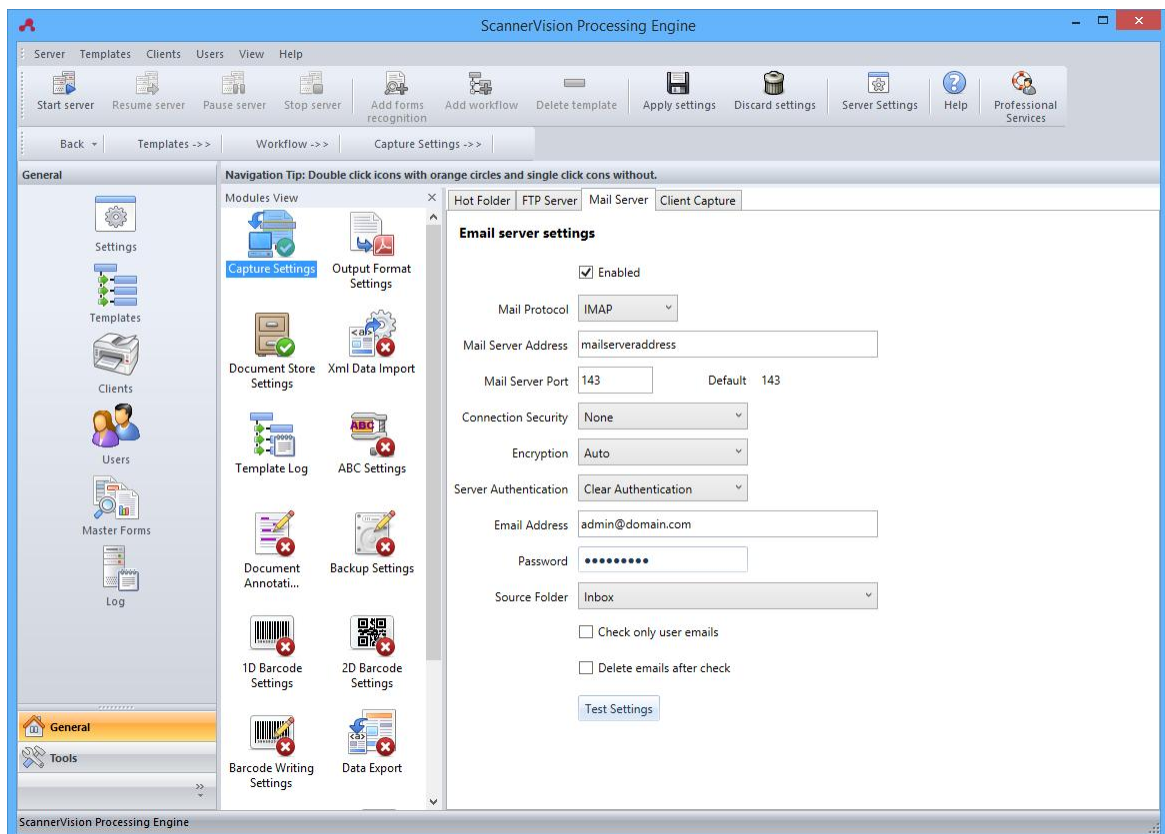 ScannerVision Processing Engine
Server Templates Clients Users View Help
Start server Resume server Pause server Stop server Add forms recognition Add workflow Delete template Apply settings Discard settings Server Settings Help Professional Services
Back Templates ->> Workflow ->> Capture Settings ->>
General
Navigation Tip: Double click icons with orange circles and single click cons without.
Settings
Templates
Clients
Users
Master Forms
Log
General
Tools
Modules View
Capture Settings
Output Format
Settings
Document Store
Settings
Xml Data Import
Template Log
ABC Settings
Document
Annotati...
Backup Settings
1D Barcode
Settings
2D Barcode
Settings
Barcode Writing
Settings
Data Export
Hot Folder FTP Server Mail Server Client Capture
Email server settings
Enabled
Mail Protocol IMAP
Mail Server Address mailserveraddress
Mail Server Port 143 Default 143
Connection Security None
Encryption Auto
Server Authentication Clear Authentication
Email Address admin@domain.com
Password •••••••••
Source Folder Inbox
Check only user emails
Delete emails after check
Test Settings
ScannerVision Processing Engine